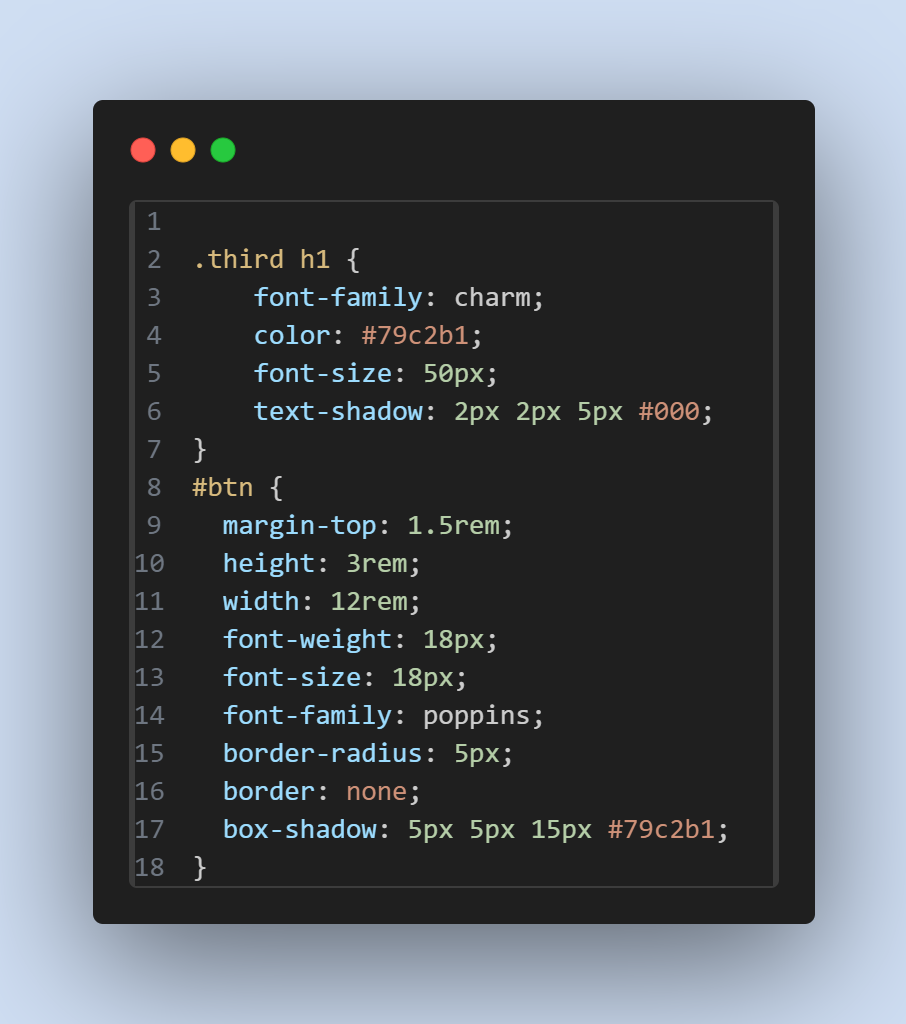 1
2 .third h1 {
3     font-family: charm;
4     color: #79c2b1;
5     font-size: 50px;
6     text-shadow: 2px 2px 5px #000;
7 }
8 #btn {
9   margin-top: 1.5rem;
10   height: 3rem;
11   width: 12rem;
12   font-weight: 18px;
13   font-size: 18px;
14   font-family: poppins;
15   border-radius: 5px;
16   border: none;
17   box-shadow: 5px 5px 15px #79c2b1;
18 }